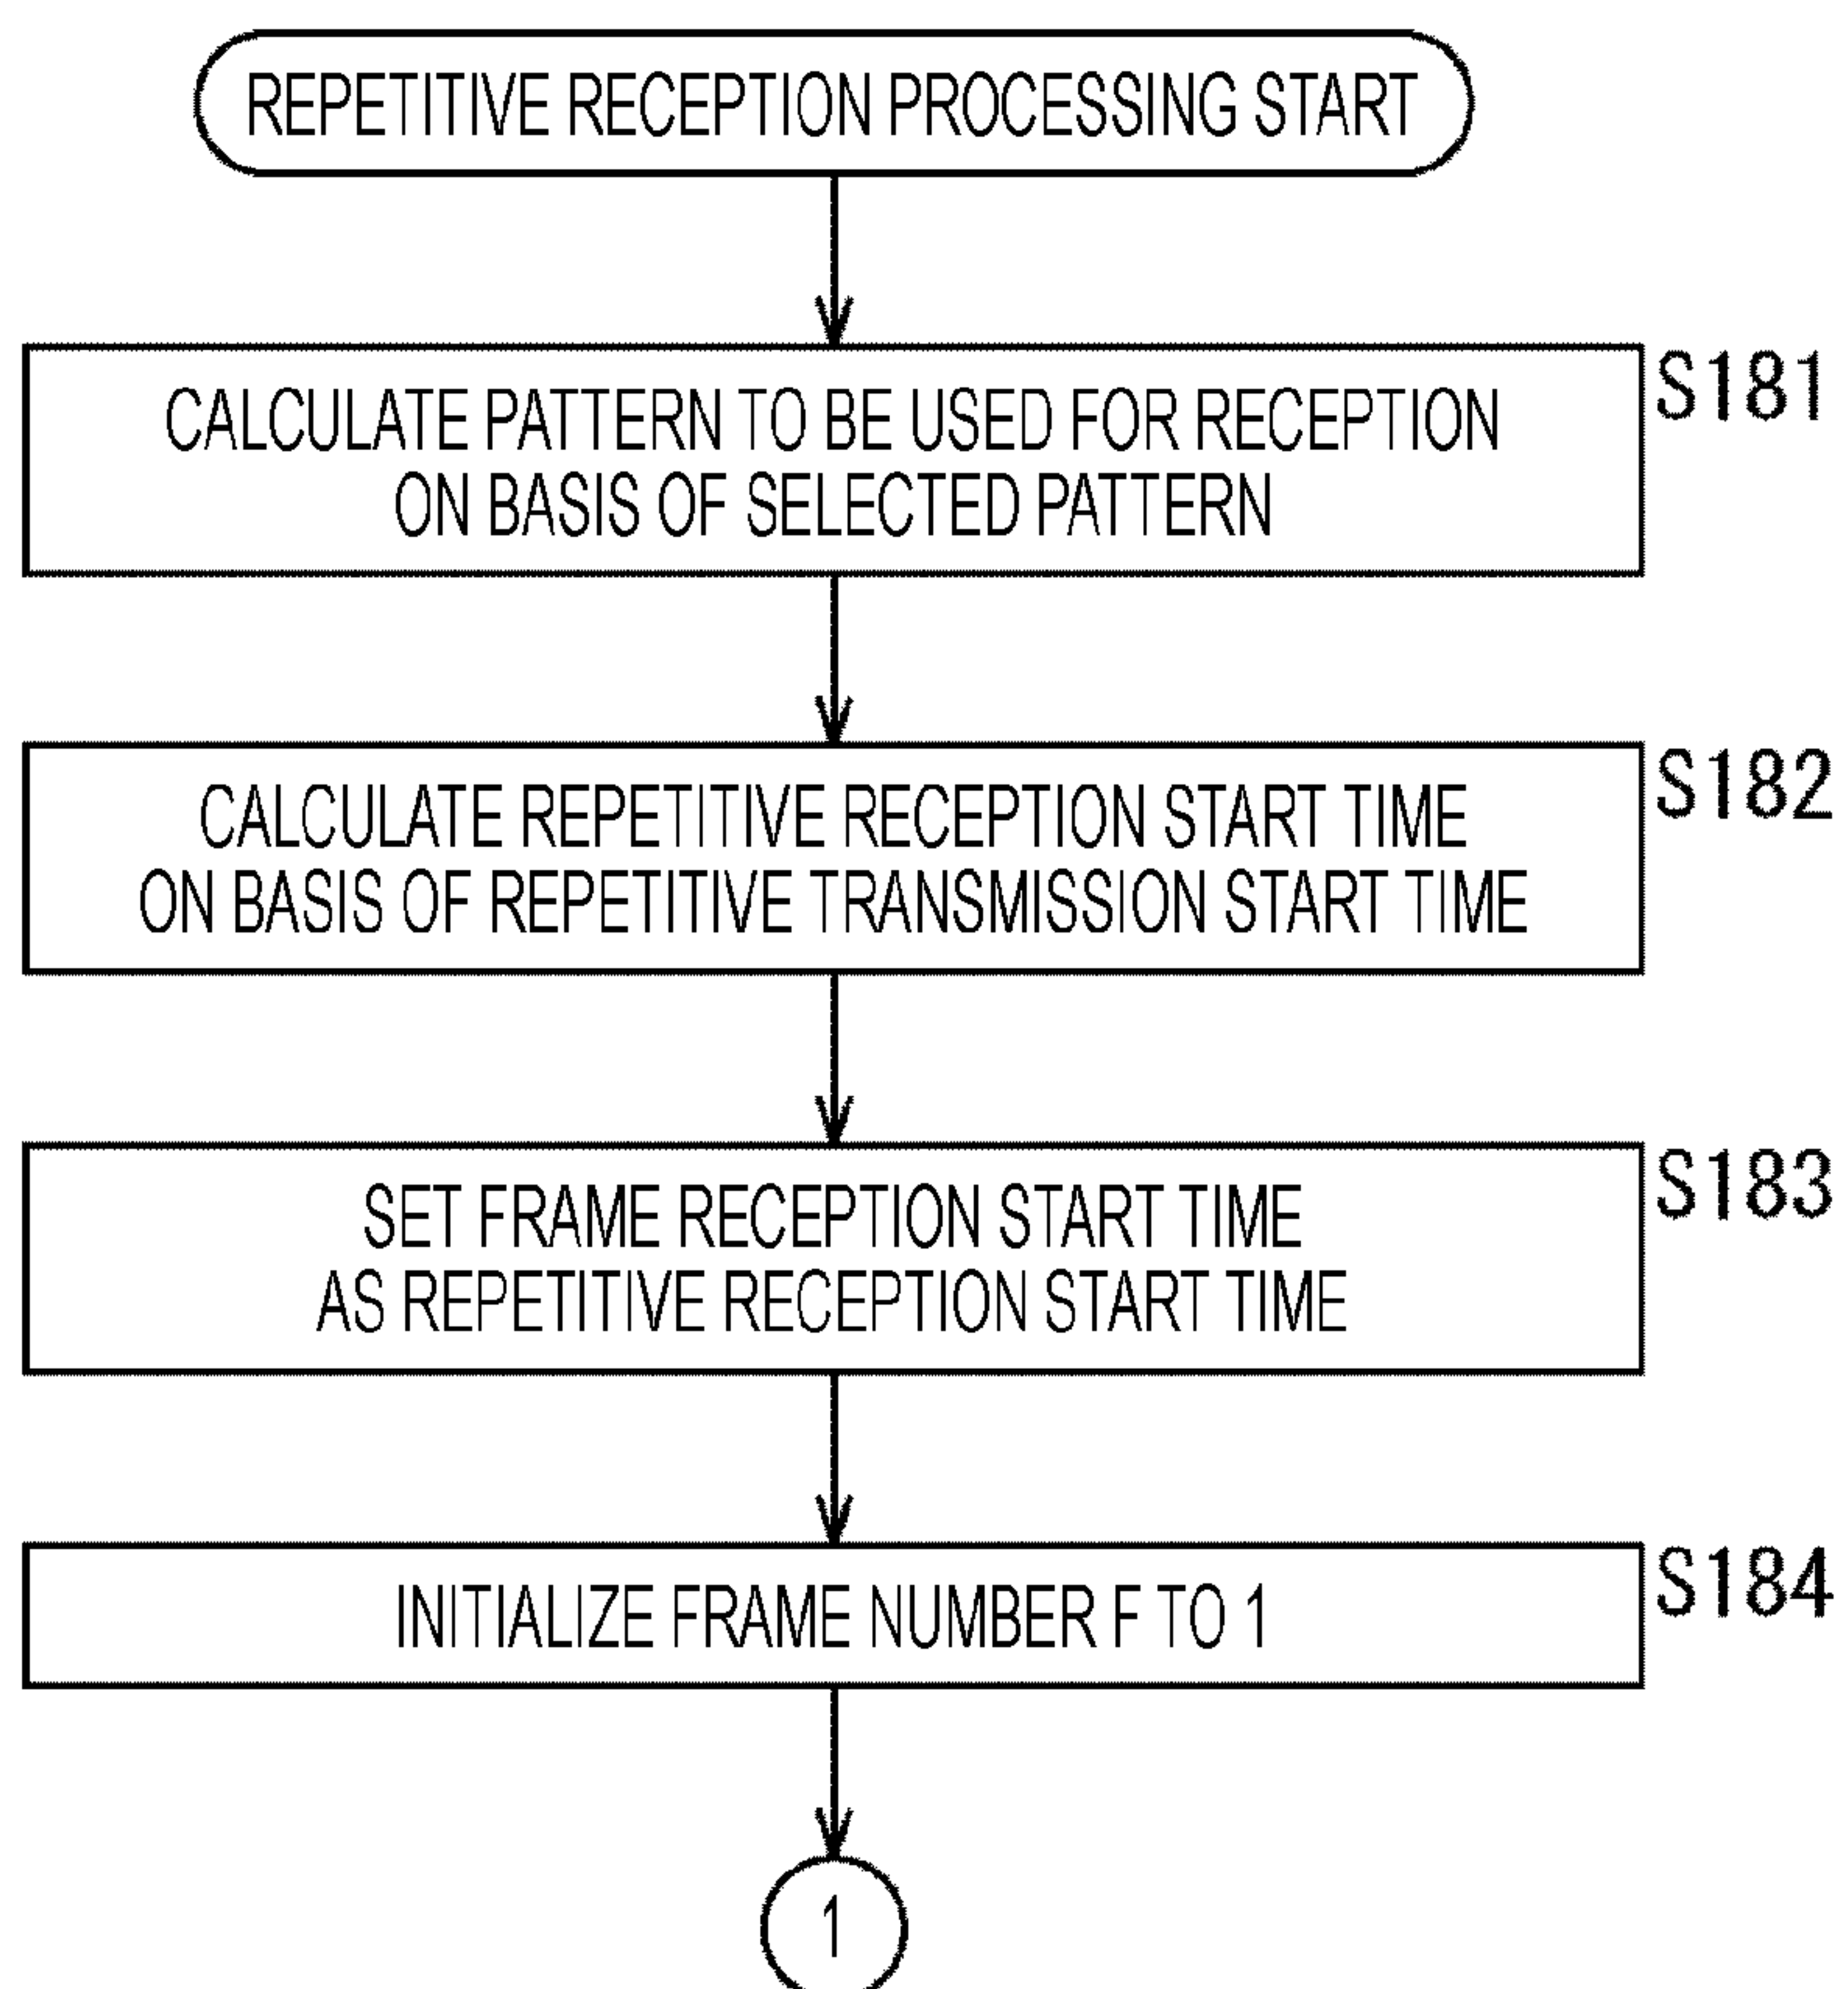 REPETITIVE RECEPTION PROCESSING START
S181
CALCULATE PATTERN TO BE USED FOR RECEPTION
ON BASIS OF SELECTED PATTERN
S182
CALCULATE REPETITIVE RECEPTION START TIME
ON BASIS OF REPETITIVE TRANSMISSION START TIME
S183
SET FRAME RECEPTION START TIME
AS REPETITIVE RECEPTION START TIME
S184
INITIALIZE FRAME NUMBER F TO 1
1